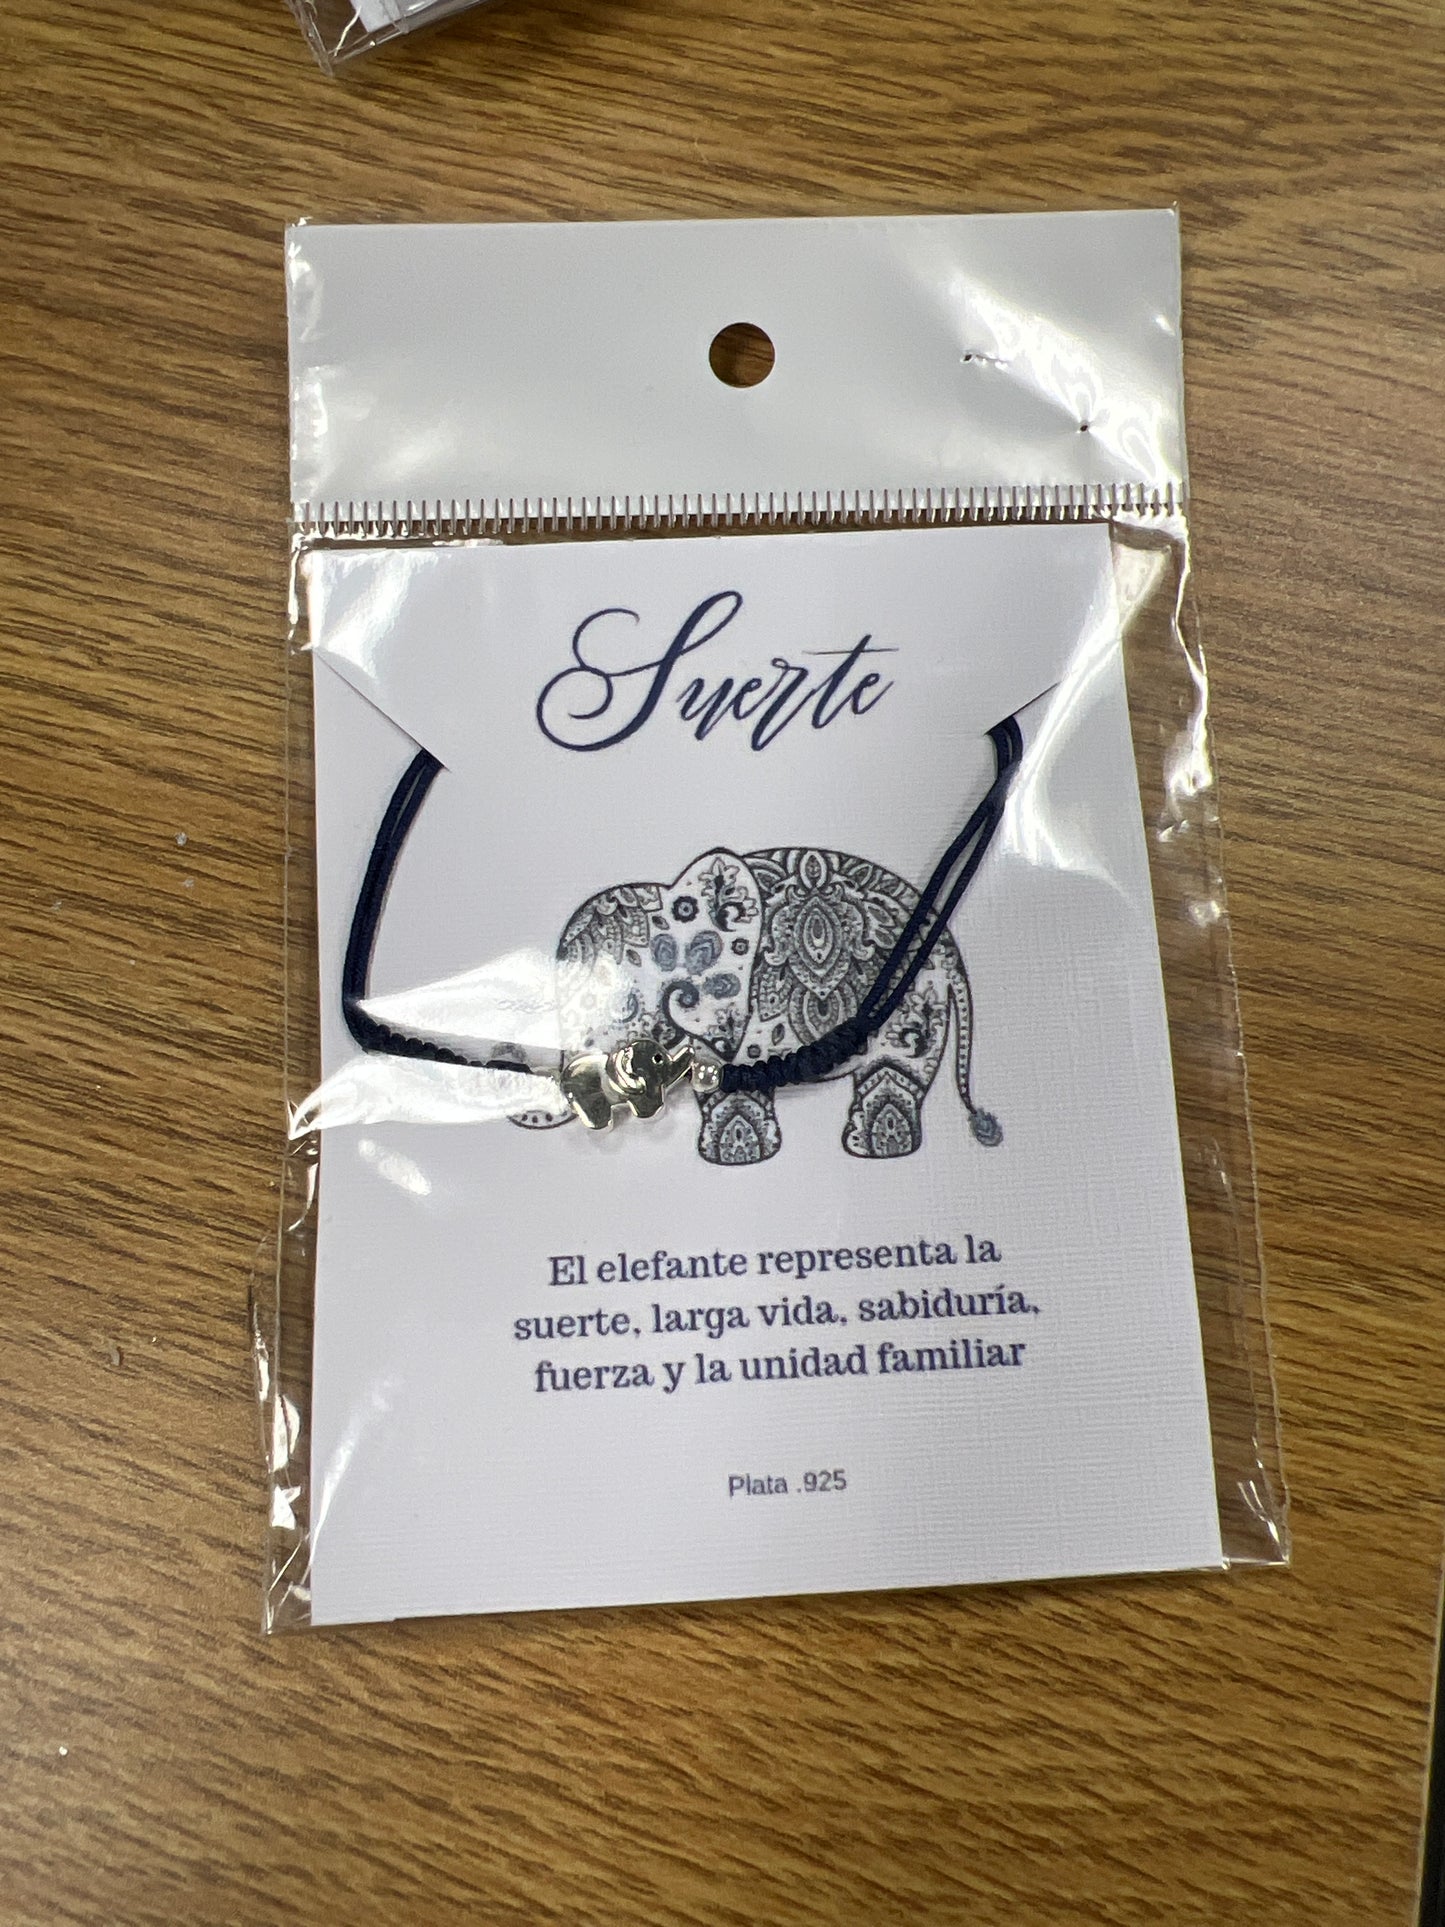 Suerte
El elefante representa la
suerte, larga vida, sabiduría,
fuerza y la unidad familiar
Plata .925